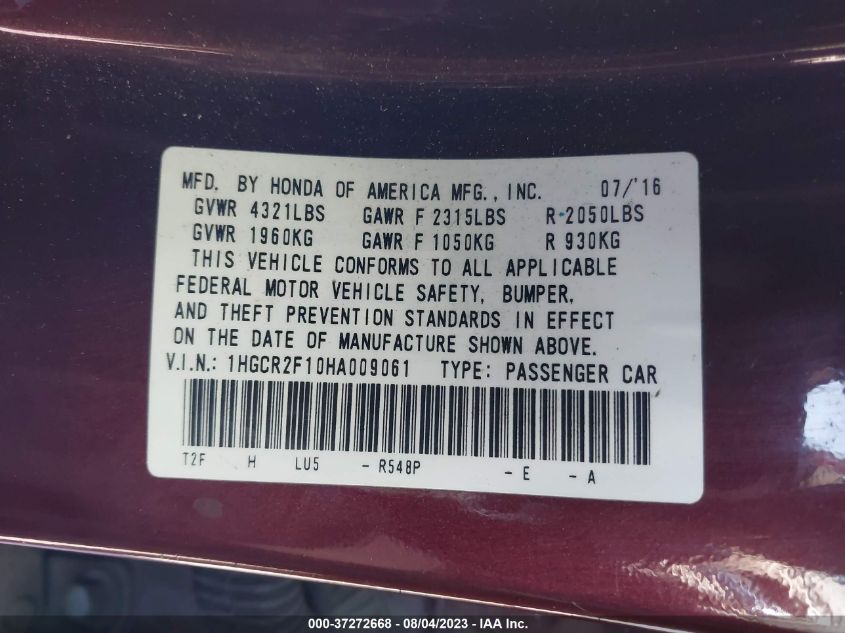 MFD. BY HONDA OF AMERICA MFG., INC. 07/'16
GVWR 4321LBS GAWR F 2315LBS R 2050LBS
GVWR 1960KG GAWR F 1050KG R 930KG
THIS VEHICLE CONFORMS TO ALL APPLICABLE
FEDERAL MOTOR VEHICLE SAFETY, BUMPER,
AND THEFT PREVENTION STANDARDS IN EFFECT
ON THE DATE OF MANUFACTURE SHOWN ABOVE.
V.I.N.: 1HGCR2F10HA009061 TYPE: PASSENGER CAR
T2F H LU5 - R548P - E - A
000-37272668 - 08/04/2023 - IAA Inc.